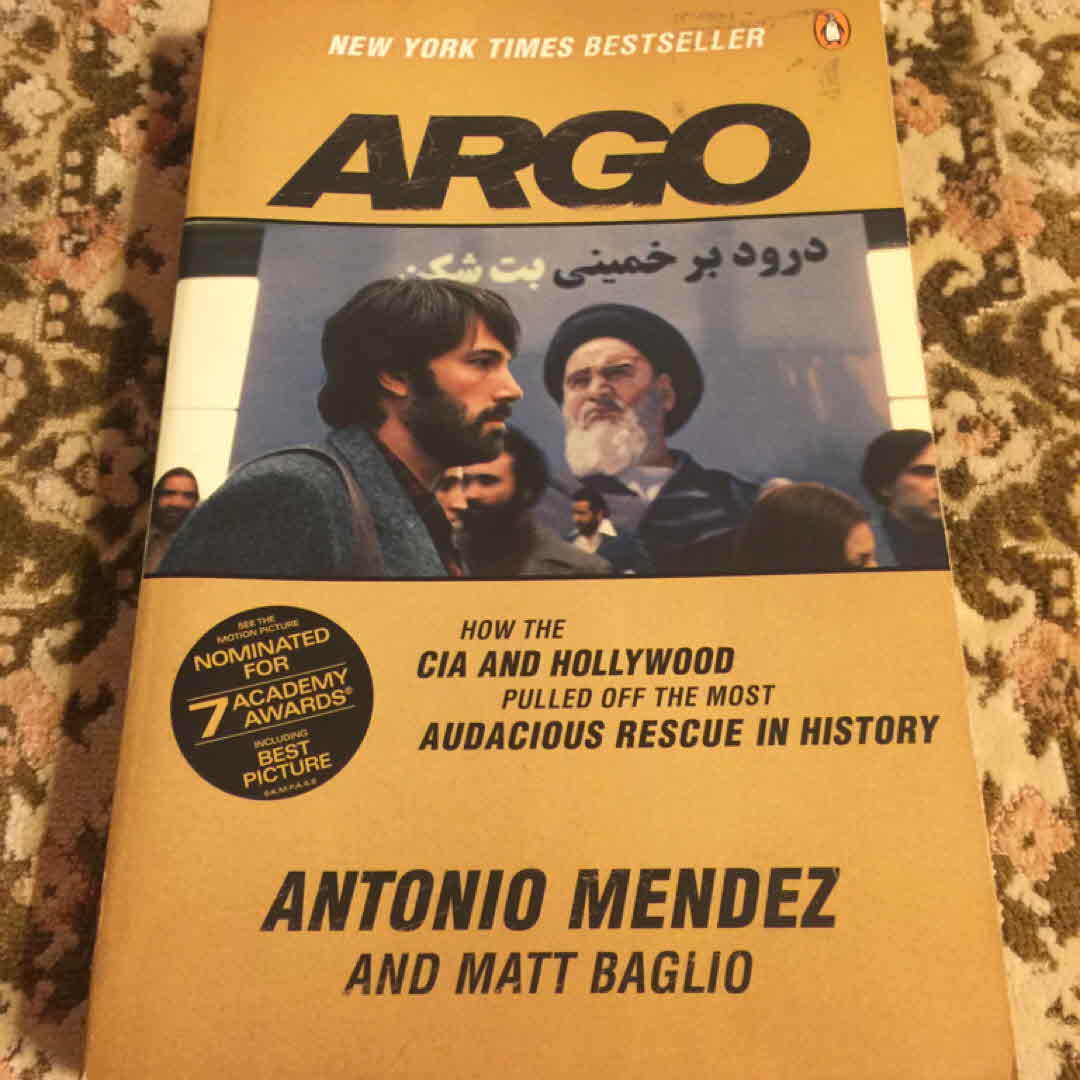 NEW YORK TIMES BESTSELLER
ARGO
درود بر خمینی بت شکن
SEE THE
MOTION PICTURE
NOMINATED
FOR
7 ACADEMY
AWARDS®
INCLUDING
BEST
PICTURE
©A.M.P.A.S.®
HOW THE
CIA AND HOLLYWOOD
PULLED OFF THE MOST
AUDACIOUS RESCUE IN HISTORY
ANTONIO MENDEZ
AND MATT BAGLIO